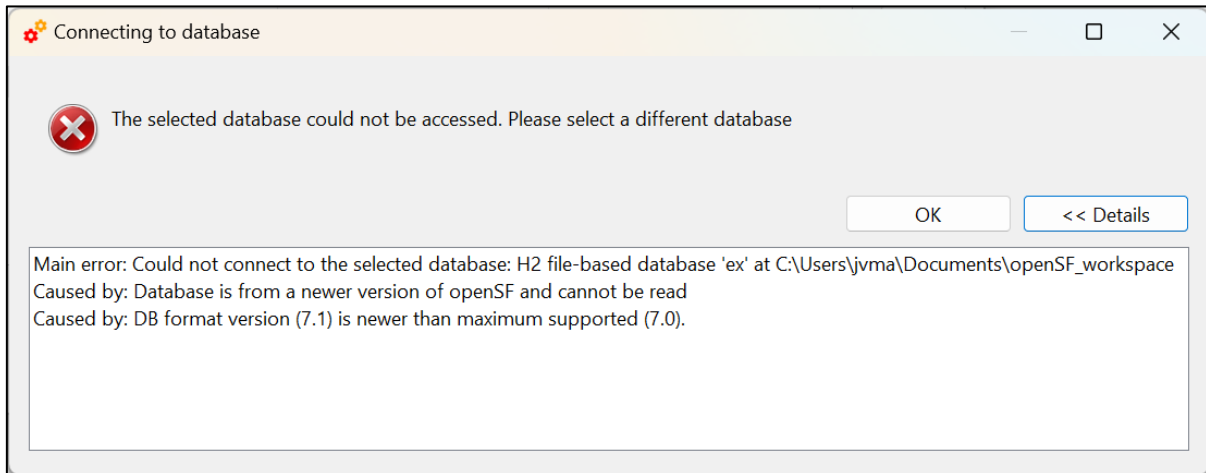 Connecting to database
The selected database could not be accessed. Please select a different database
OK
<< Details
Main error: Could not connect to the selected database: H2 file-based database 'ex' at C:\Users\jvma\Documents\openSF_workspace
Caused by: Database is from a newer version of openSF and cannot be read
Caused by: DB format version (7.1) is newer than maximum supported (7.0).